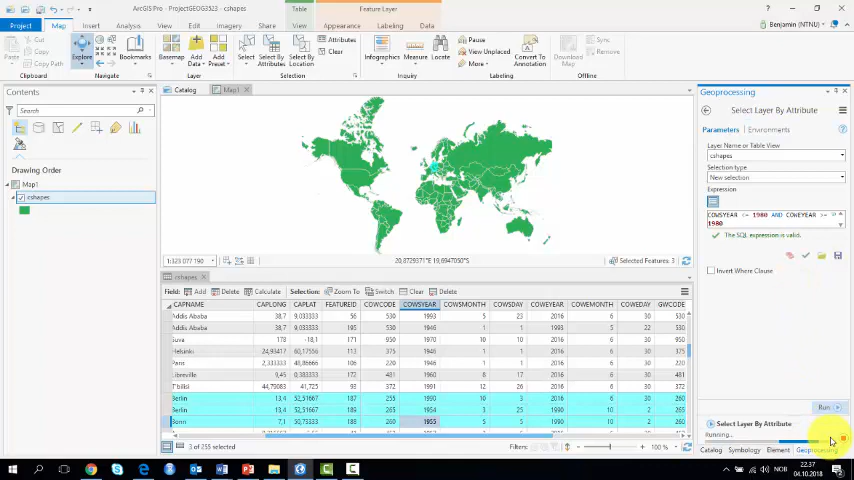 ArcGIS Pro - ProjectGEOG3523 - cshapes
Table
Feature Layer
Benjamin (NTNU)
Project
Map
Insert
Analysis
View
Edit
Imagery
Share
View
Appearance
Labeling
Data
Paste
Cut
Copy
Copy Path
Clipboard
Explore
Bookmarks
Navigate
Basemap
Add Data
Add Preset
Layer
Select
Select By Attributes
Select By Location
Attributes
Clear
Selection
Infographics
Measure
Locate
Inquiry
Pause
View Unplaced
More
Convert To Annotation
Labeling
Download Map
Sync
Remove
Offline
Contents
Search
Drawing Order
Map1
cshapes
Catalog
Map1
1:323 077 190
20,8729371°E 19,6947050°S
Selected Features: 3
cshapes
Field: Add Delete Calculate Selection: Zoom To Switch Clear Delete
CAPNAME CAPLONG CAPLAT FEATUREID COWCODE COWSYEAR COWSMONTH COWSDAY COWEYEAR COWEMONTH COWEDAY GWCODE
Addis Ababa 38,7 9,033333 56 530 1993 5 23 2016 6 30 530
Addis Ababa 38,7 9,033333 195 530 1946 1 1 1993 5 22 530
Suva 178 -18,1 171 950 1970 10 10 2016 6 30 950
Helsinki 24,93417 60,17556 113 375 1946 1 1 2016 6 30 375
Paris 2,333333 48,86666 108 220 1946 1 1 2016 6 30 220
Libreville 9,45 0,383333 172 481 1960 8 17 2016 6 30 481
T'bilisi 44,79083 41,725 93 372 1991 12 26 2016 6 30 372
Berlin 13,4 52,51667 187 255 1990 10 3 2016 6 30 260
Berlin 13,4 52,51667 189 265 1954 3 25 1990 10 2 265
Bonn 7,1 50,73333 188 260 1955 5 5 1990 10 2 260
3 of 255 selected
Filters:
100 %
Geoprocessing
Select Layer By Attribute
Parameters
Environments
Layer Name or Table View
cshapes
Selection type
New selection
Expression
COWSYEAR <= 1980 AND COWEYEAR >=
1980
The SQL expression is valid.
Invert Where Clause
Run
Select Layer By Attribute
Running...
Catalog
Symbology
Element
Geoprocessing
NOB
22.37
04.10.2018